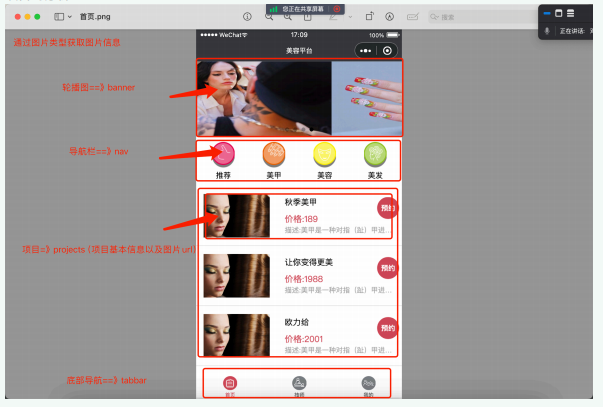 首页.png
您正在共享屏幕
搜索
正在讲话:
通过图片类型获取图片信息
WeChat
17:09
100%
美容平台
轮播图==》banner
导航栏==》nav
推荐
美甲
美容
美发
秋季美甲
预约
价格:189
描述:美甲是一种对指（趾）甲进...
项目=》projects (项目基本信息以及图片url)
让你变得更美
预约
价格:1988
描述:美甲是一种对指（趾）甲进...
欧力给
预约
价格:2001
描述:美甲是一种对指（趾）甲进...
底部导航==》tabbar
首页
我的